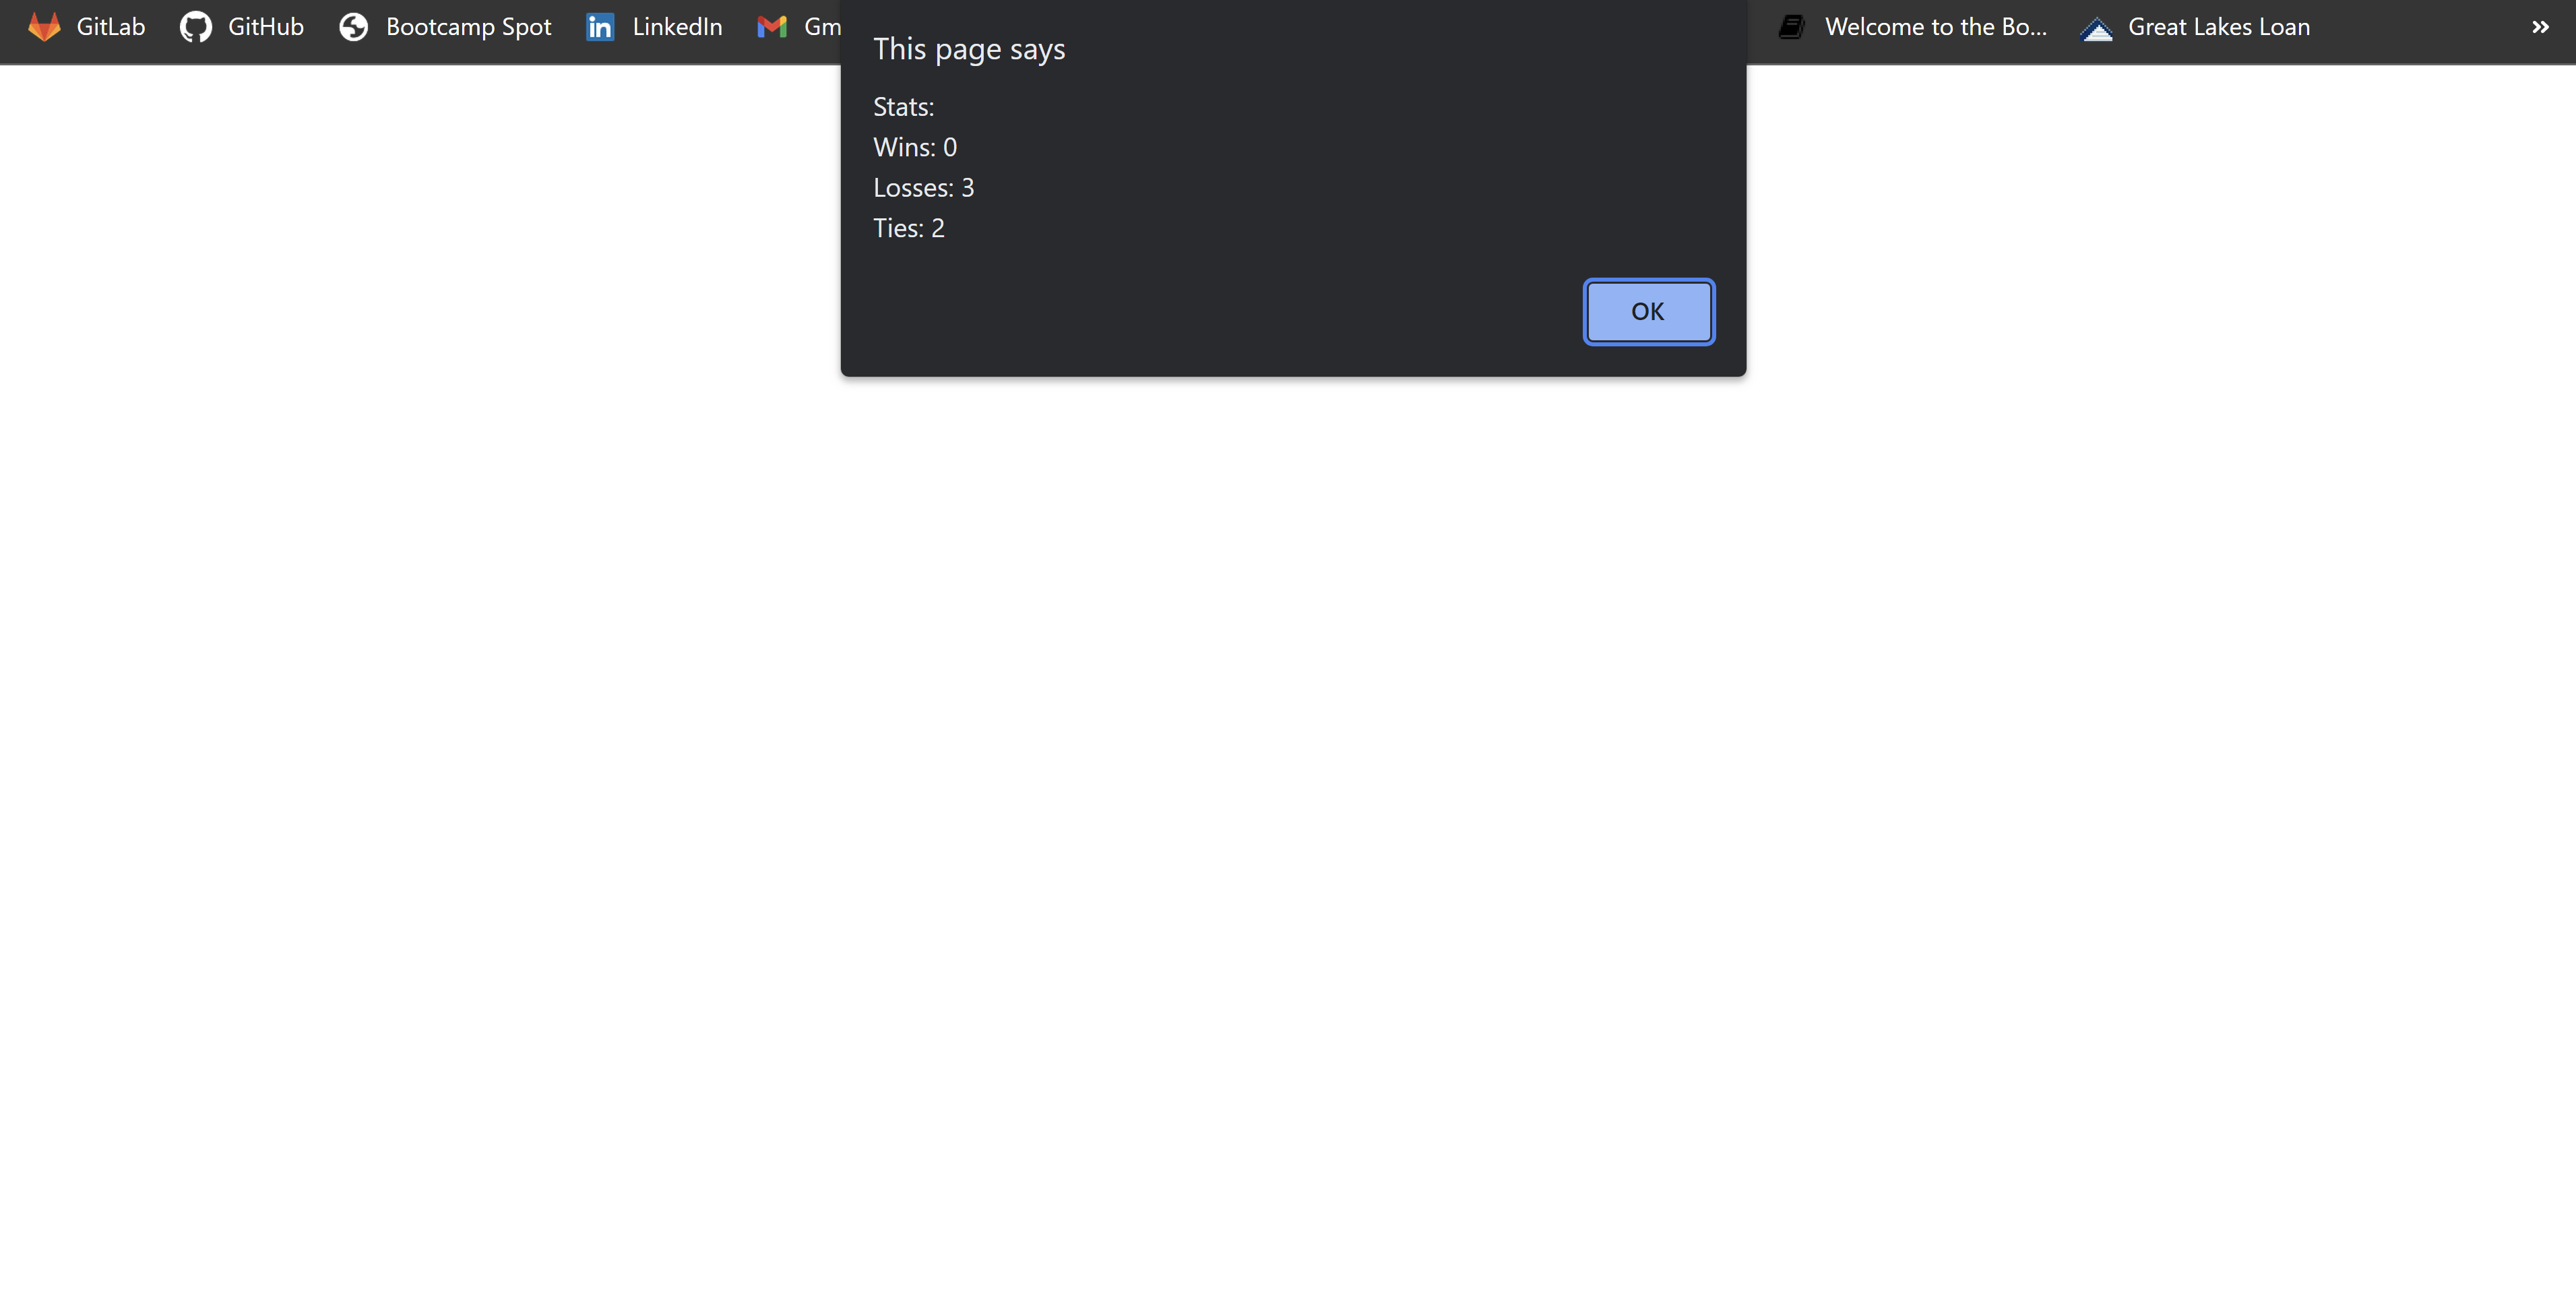 GitLab GitHub Bootcamp Spot LinkedIn Gm Welcome to the Bo... Great Lakes Loan »
This page says
Stats:
Wins: 0
Losses: 3
Ties: 2
OK